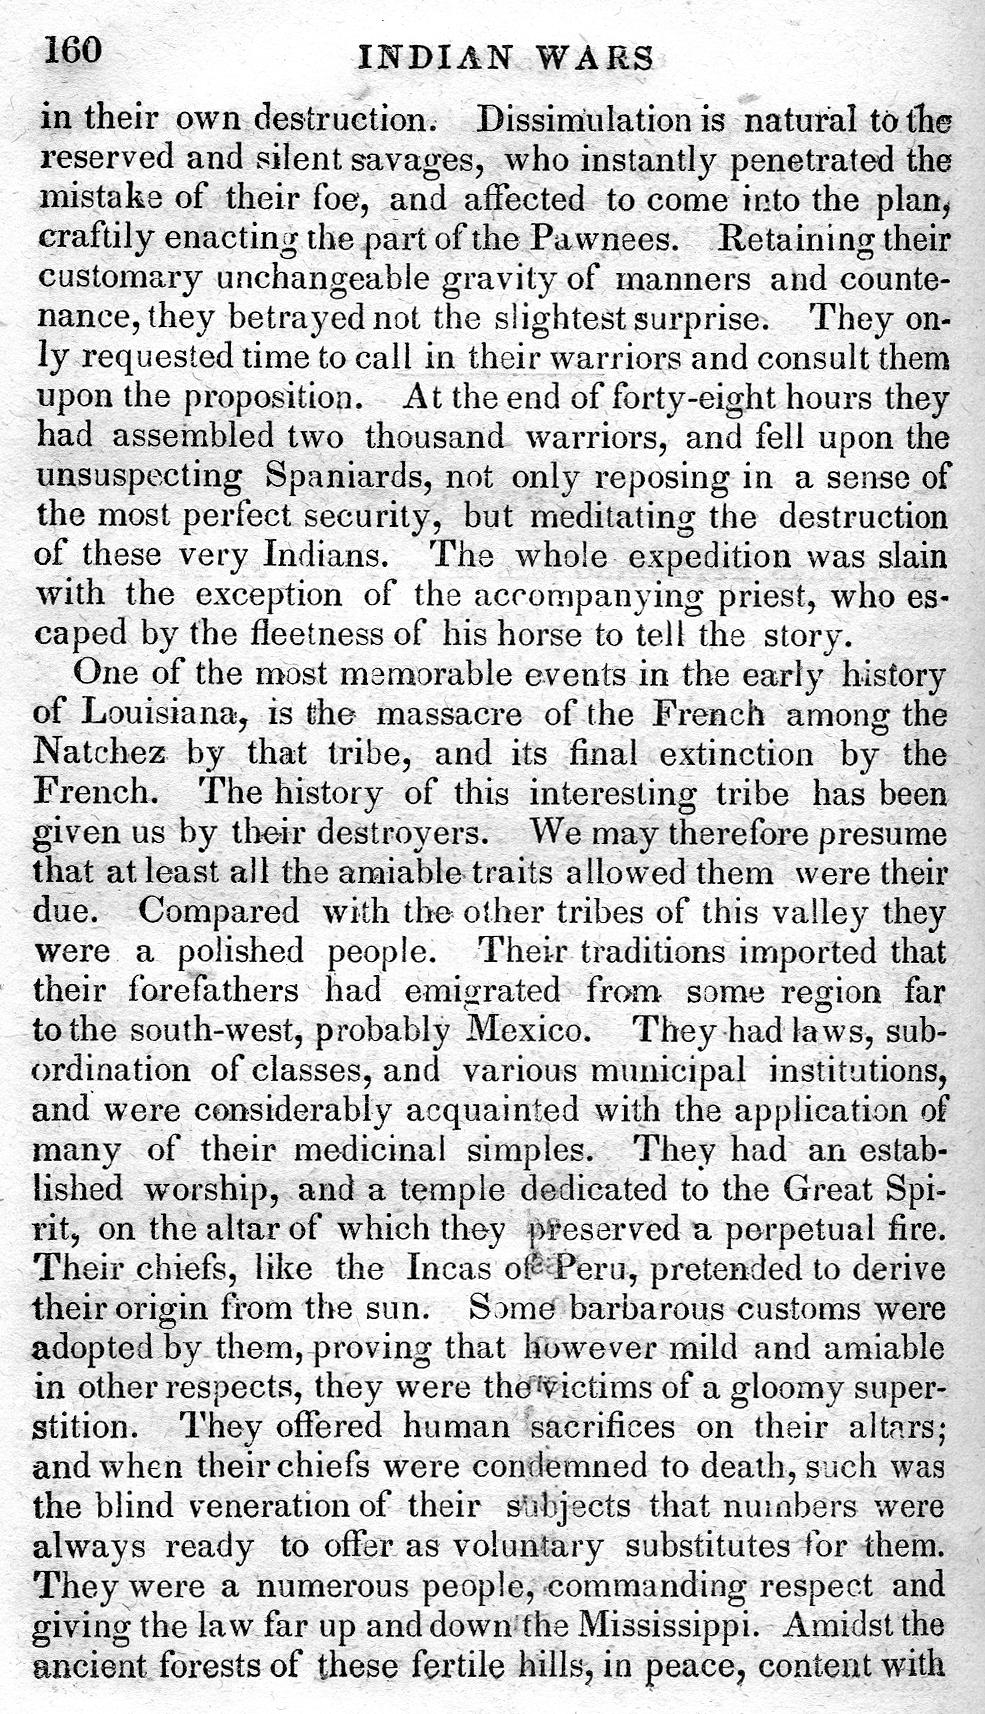 160
INDIAN WARS
in their own destruction. Dissimulation is natural to the
reserved and silent savages, who instantly penetrated the
mistake of their foe, and affected to come into the plan,
craftily enacting the part of the Pawnees. Retaining their
customary unchangeable gravity of manners and counte-
nance, they betrayed not the slightest surprise. They on-
ly requested time to call in their warriors and consult them
upon the proposition. At the end of forty-eight hours they
had assembled two thousand warriors, and fell upon the
unsuspecting Spaniards, not only reposing in a sense of
the most perfect security, but meditating the destruction
of these very Indians. The whole expedition was slain
with the exception of the accompanying priest, who es-
caped by the fleetness of his horse to tell the story.
One of the most memorable events in the early history
of Louisiana, is the massacre of the French among the
Natchez by that tribe, and its final extinction by the
French. The history of this interesting tribe has been
given us by their destroyers. We may therefore presume
that at least all the amiable traits allowed them were their
due. Compared with the other tribes of this valley they
were a polished people. Their traditions imported that
their forefathers had emigrated from some region far
to the south-west, probably Mexico. They had laws, sub-
ordination of classes, and various municipal institutions,
and were considerably acquainted with the application of
many of their medicinal simples. They had an estab-
lished worship, and a temple dedicated to the Great Spi-
rit, on the altar of which they preserved a perpetual fire.
Their chiefs, like the Incas of Peru, pretended to derive
their origin from the sun. Some barbarous customs were
adopted by them, proving that however mild and amiable
in other respects, they were the victims of a gloomy super-
stition. They offered human sacrifices on their altars;
and when their chiefs were condemned to death, such was
the blind veneration of their subjects that numbers were
always ready to offer as voluntary substitutes for them.
They were a numerous people, commanding respect and
giving the law far up and down the Mississippi. Amidst the
ancient forests of these fertile hills, in peace, content with